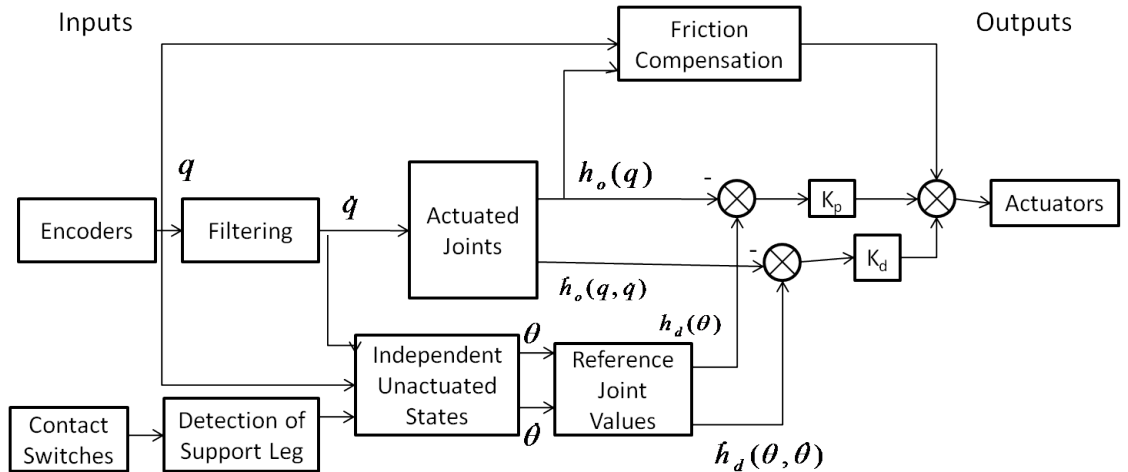 Inputs
Outputs
Friction
Compensation
q
q̇
Encoders
Filtering
Actuated
Joints
h_o(q)
ḣ_o(q, q̇)
-
-
K_p
K_d
Actuators
h_d(θ)
Independent
Unactuated
States
θ
θ̇
Reference
Joint
Values
ḣ_d(θ, θ̇)
Contact
Switches
Detection of
Support Leg